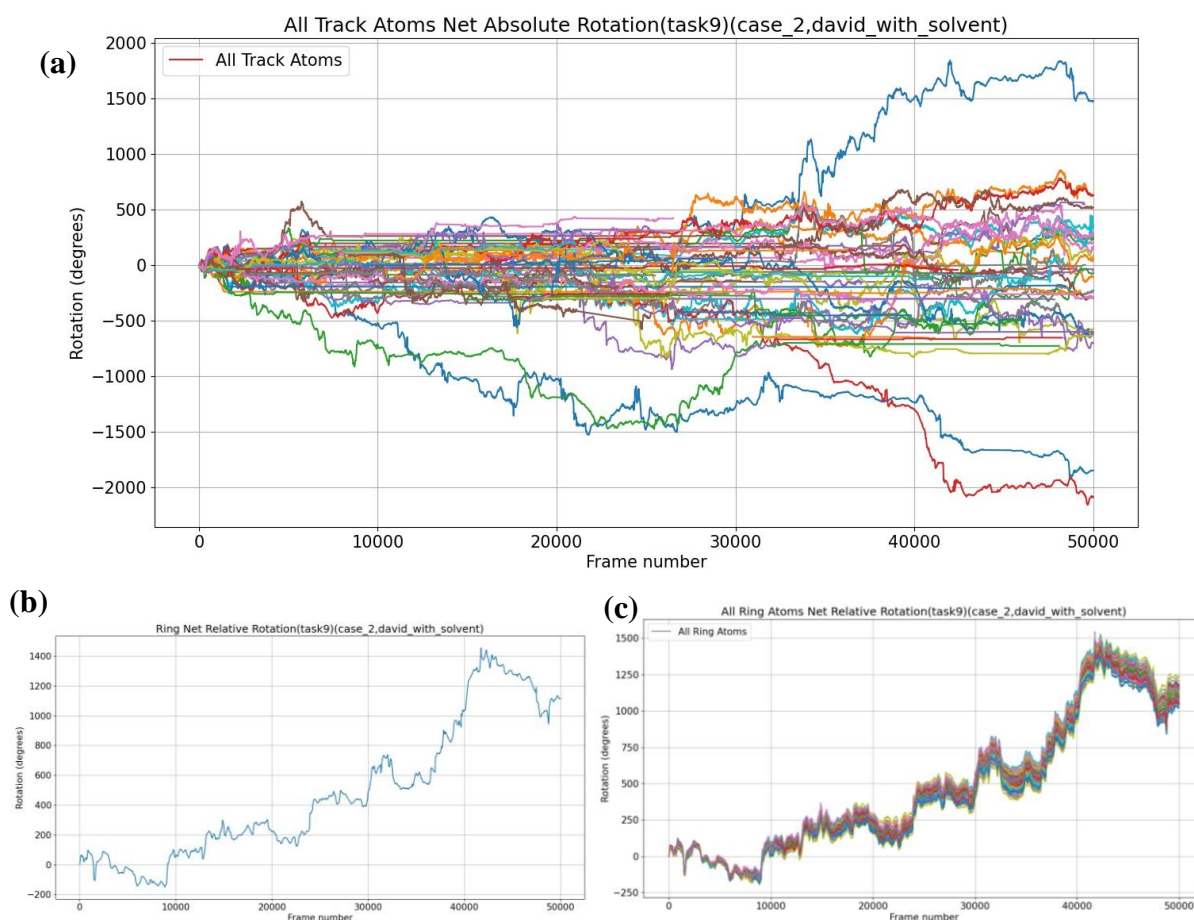 All Track Atoms Net Absolute Rotation(task9)(case_2,david_with_solvent)
(a)
All Track Atoms
2000
1500
1000
500
0
−500
−1000
−1500
−2000
Rotation (degrees)
0 10000 20000 30000 40000 50000
Frame number
(b)
Ring Net Relative Rotation(task9)(case_2,david_with_solvent)
1400
1200
1000
800
600
400
200
0
−200
Rotation (degrees)
0 10000 20000 30000 40000 50000
Frame number
(c)
All Ring Atoms Net Relative Rotation(task9)(case_2,david_with_solvent)
All Ring Atoms
1500
1250
1000
750
500
250
0
−250
Rotation (degrees)
0 10000 20000 30000 40000 50000
Frame number